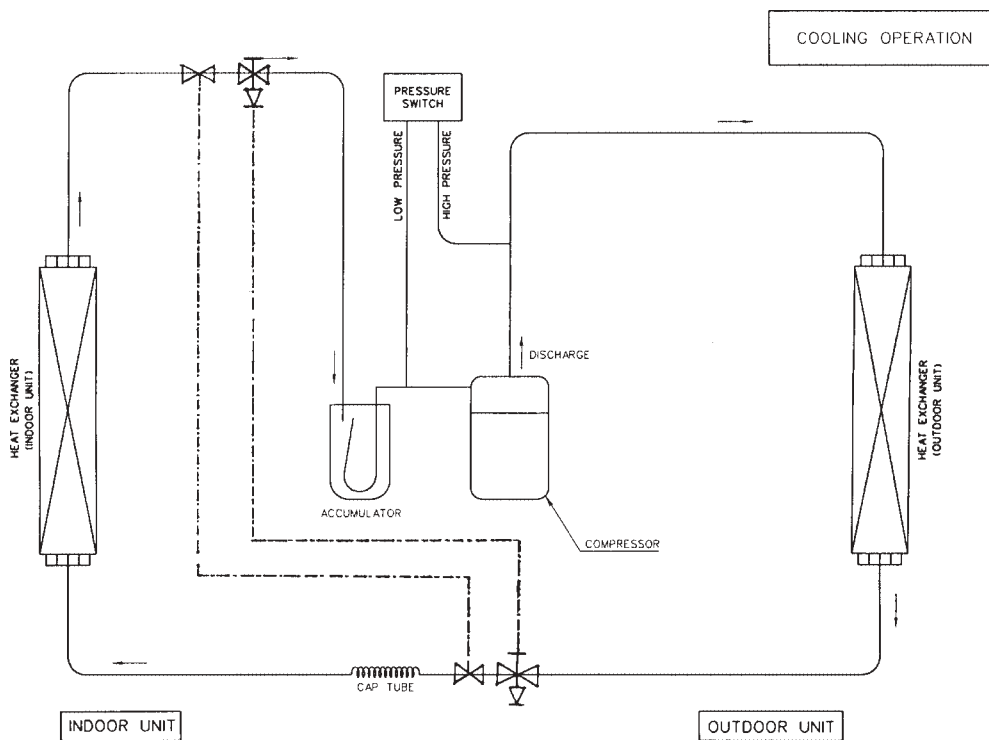 COOLING OPERATION
PRESSURE
SWITCH
LOW PRESSURE
HIGH PRESSURE
DISCHARGE
HEAT EXCHANGER
(INDOOR UNIT)
HEAT EXCHANGER
(OUTDOOR UNIT)
ACCUMULATOR
COMPRESSOR
CAP TUBE
INDOOR UNIT
OUTDOOR UNIT